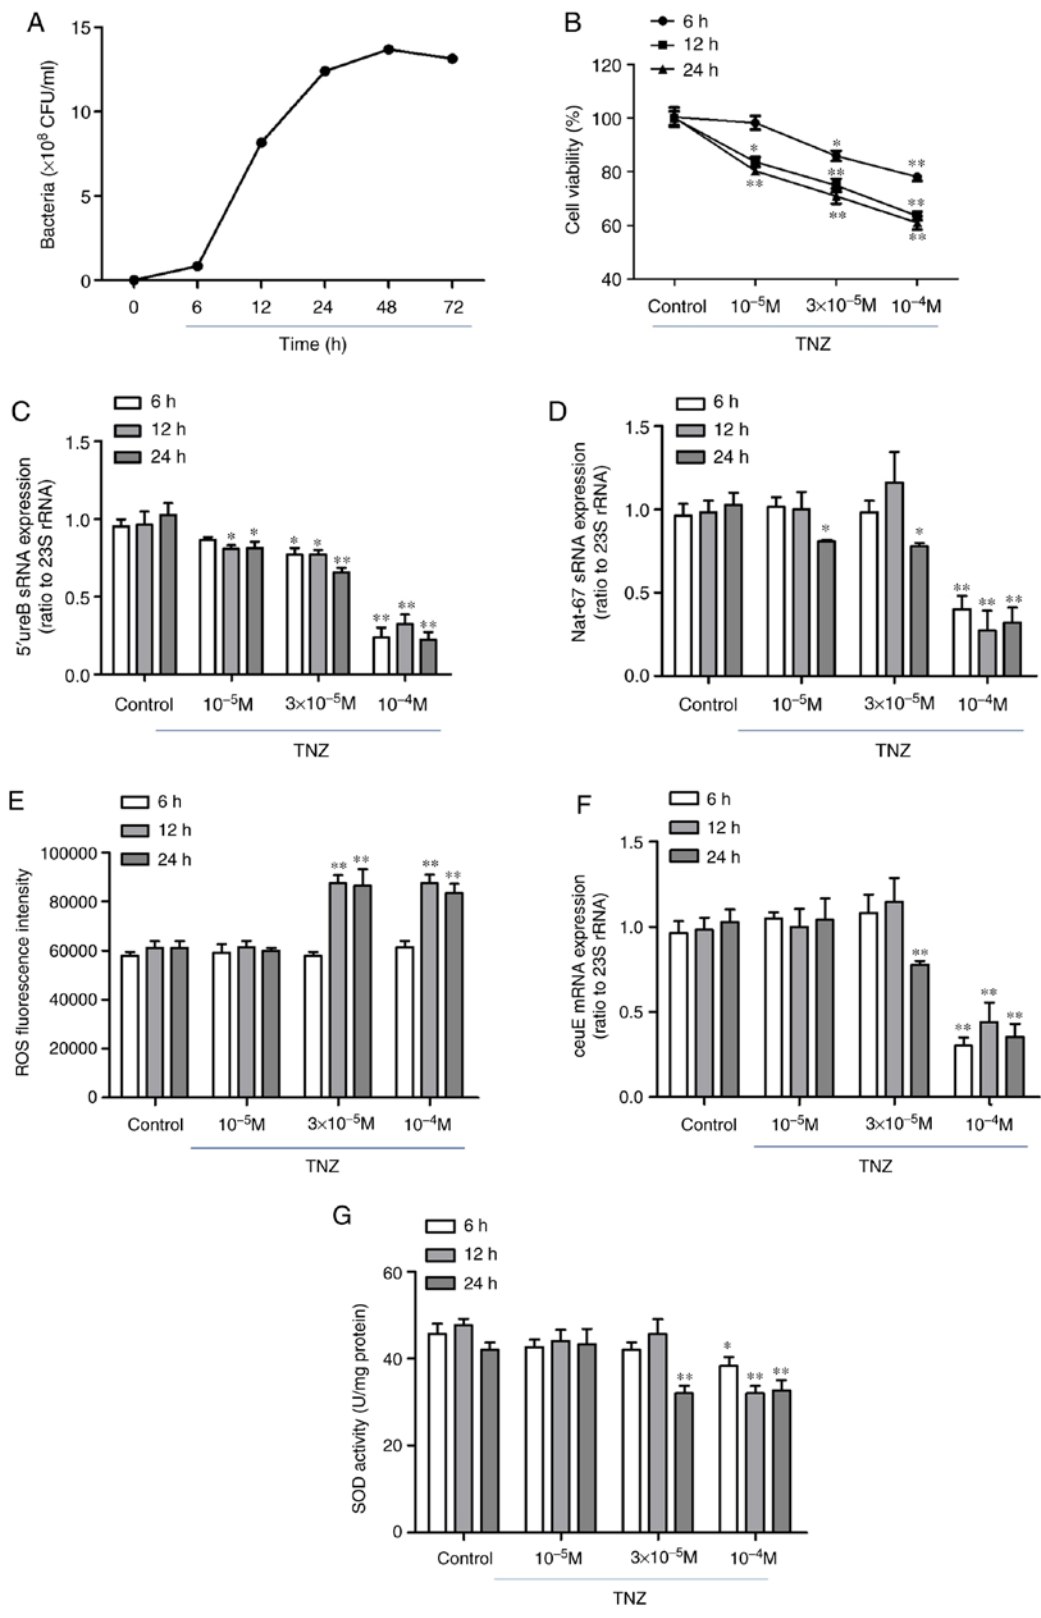 A
15
10
5
0
Bacteria (×10⁸ CFU/ml)
0 6 12 24 48 72
Time (h)
B
6 h
12 h
24 h
120
100
80
60
40
Cell viability (%)
* * **
* ** **
** ** **
Control 10⁻⁵M 3×10⁻⁵M 10⁻⁴M
TNZ
C
6 h
12 h
24 h
1.5
1.0
0.5
0.0
5′ureB sRNA expression
(ratio to 23S rRNA)
* * * * ** ** ** **
Control 10⁻⁵M 3×10⁻⁵M 10⁻⁴M
TNZ
D
6 h
12 h
24 h
1.5
1.0
0.5
0.0
Nat-67 sRNA expression
(ratio to 23S rRNA)
* * ** ** **
Control 10⁻⁵M 3×10⁻⁵M 10⁻⁴M
TNZ
E
6 h
12 h
24 h
100000
80000
60000
40000
20000
0
ROS fluorescence intensity
** ** ** **
Control 10⁻⁵M 3×10⁻⁵M 10⁻⁴M
TNZ
F
6 h
12 h
24 h
1.5
1.0
0.5
0.0
ceuE mRNA expression
(ratio to 23S rRNA)
** ** ** **
Control 10⁻⁵M 3×10⁻⁵M 10⁻⁴M
TNZ
G
6 h
12 h
24 h
60
40
20
0
SOD activity (U/mg protein)
** * ** **
Control 10⁻⁵M 3×10⁻⁵M 10⁻⁴M
TNZ